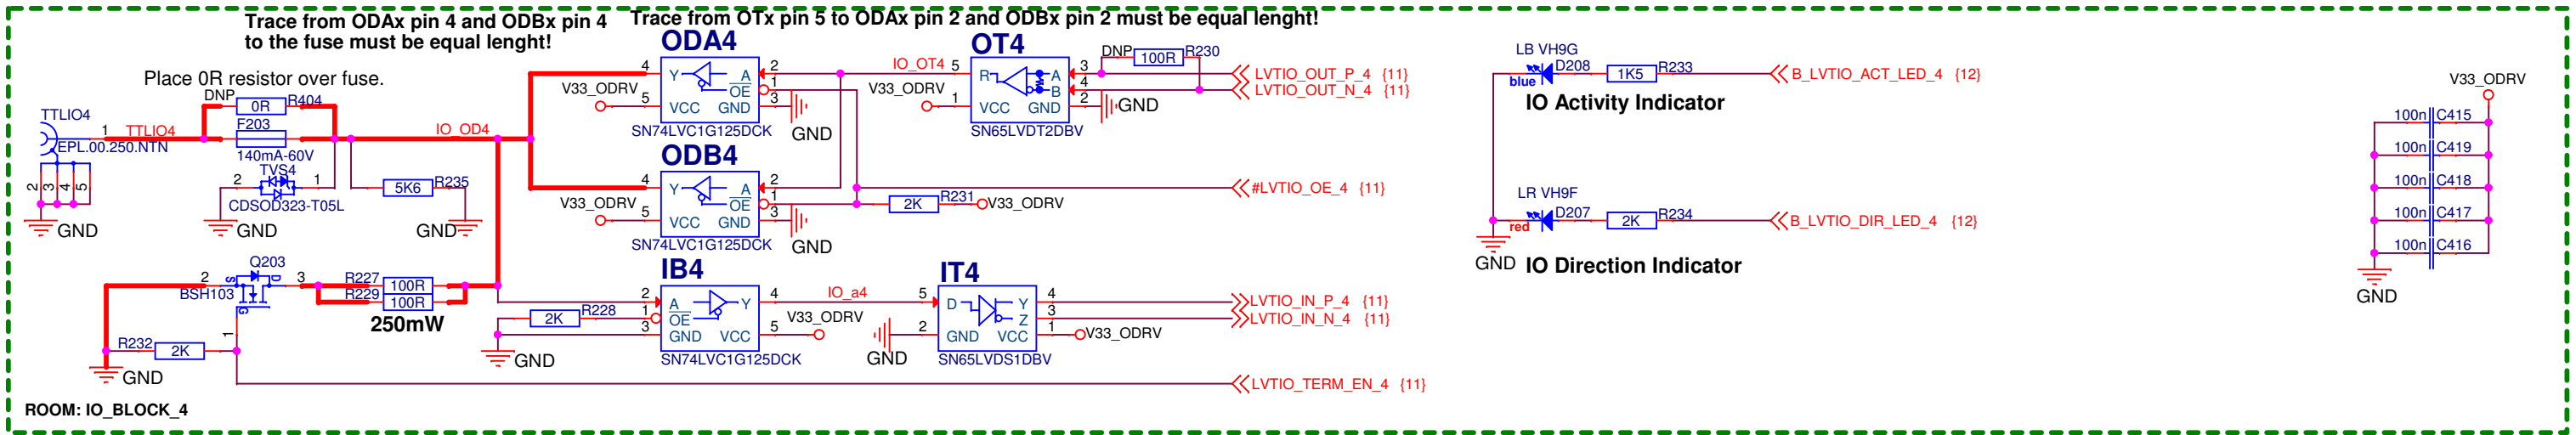 Trace from ODAx pin 4 and ODBx pin 4
to the fuse must be equal lenght!
Trace from OTx pin 5 to ODAx pin 2 and ODBx pin 2 must be equal lenght!
Place 0R resistor over fuse.
DNP
0R R404
TTLIO4
1 TTLIO4
EPL.00.250.NTN
F203
140mA-60V
2 3 4 5
GND
TVS4
2 1
CDSOD323-T05L
GND
5K6 R235
GND
IO_OD4
ODA4
4 Y A 2
OE 1
V33_ODRV 5 VCC GND 3
SN74LVC1G125DCK
GND
ODB4
4 Y A 2
OE 1
V33_ODRV 5 VCC GND 3
SN74LVC1G125DCK
GND
IO_OT4
OT4
5 R A 3
B 4
V33_ODRV 1 VCC GND 2
SN65LVDT2DBV
GND
DNP 100R R230
LVTIO_OUT_P_4 {11}
LVTIO_OUT_N_4 {11}
#LVTIO_OE_4 {11}
2K R231 V33_ODRV
Q203
2 S D 3
BSH103
G
1
R227 100R
R229 100R
250mW
R232 2K
GND
2K R228
GND
IB4
2 A Y 4
1 OE
3 GND VCC 5
SN74LVC1G125DCK
IO_a4
V33_ODRV
IT4
5 D Y 4
Z 3
2 GND VCC 1
SN65LVDS1DBV
GND
V33_ODRV
LVTIO_IN_P_4 {11}
LVTIO_IN_N_4 {11}
LVTIO_TERM_EN_4 {11}
LB VH9G
blue D208 1K5 R233 B_LVTIO_ACT_LED_4 {12}
IO Activity Indicator
LR VH9F
red D207 2K R234 B_LVTIO_DIR_LED_4 {12}
GND
IO Direction Indicator
V33_ODRV
100n C415
100n C419
100n C418
100n C417
100n C416
GND
ROOM: IO_BLOCK_4